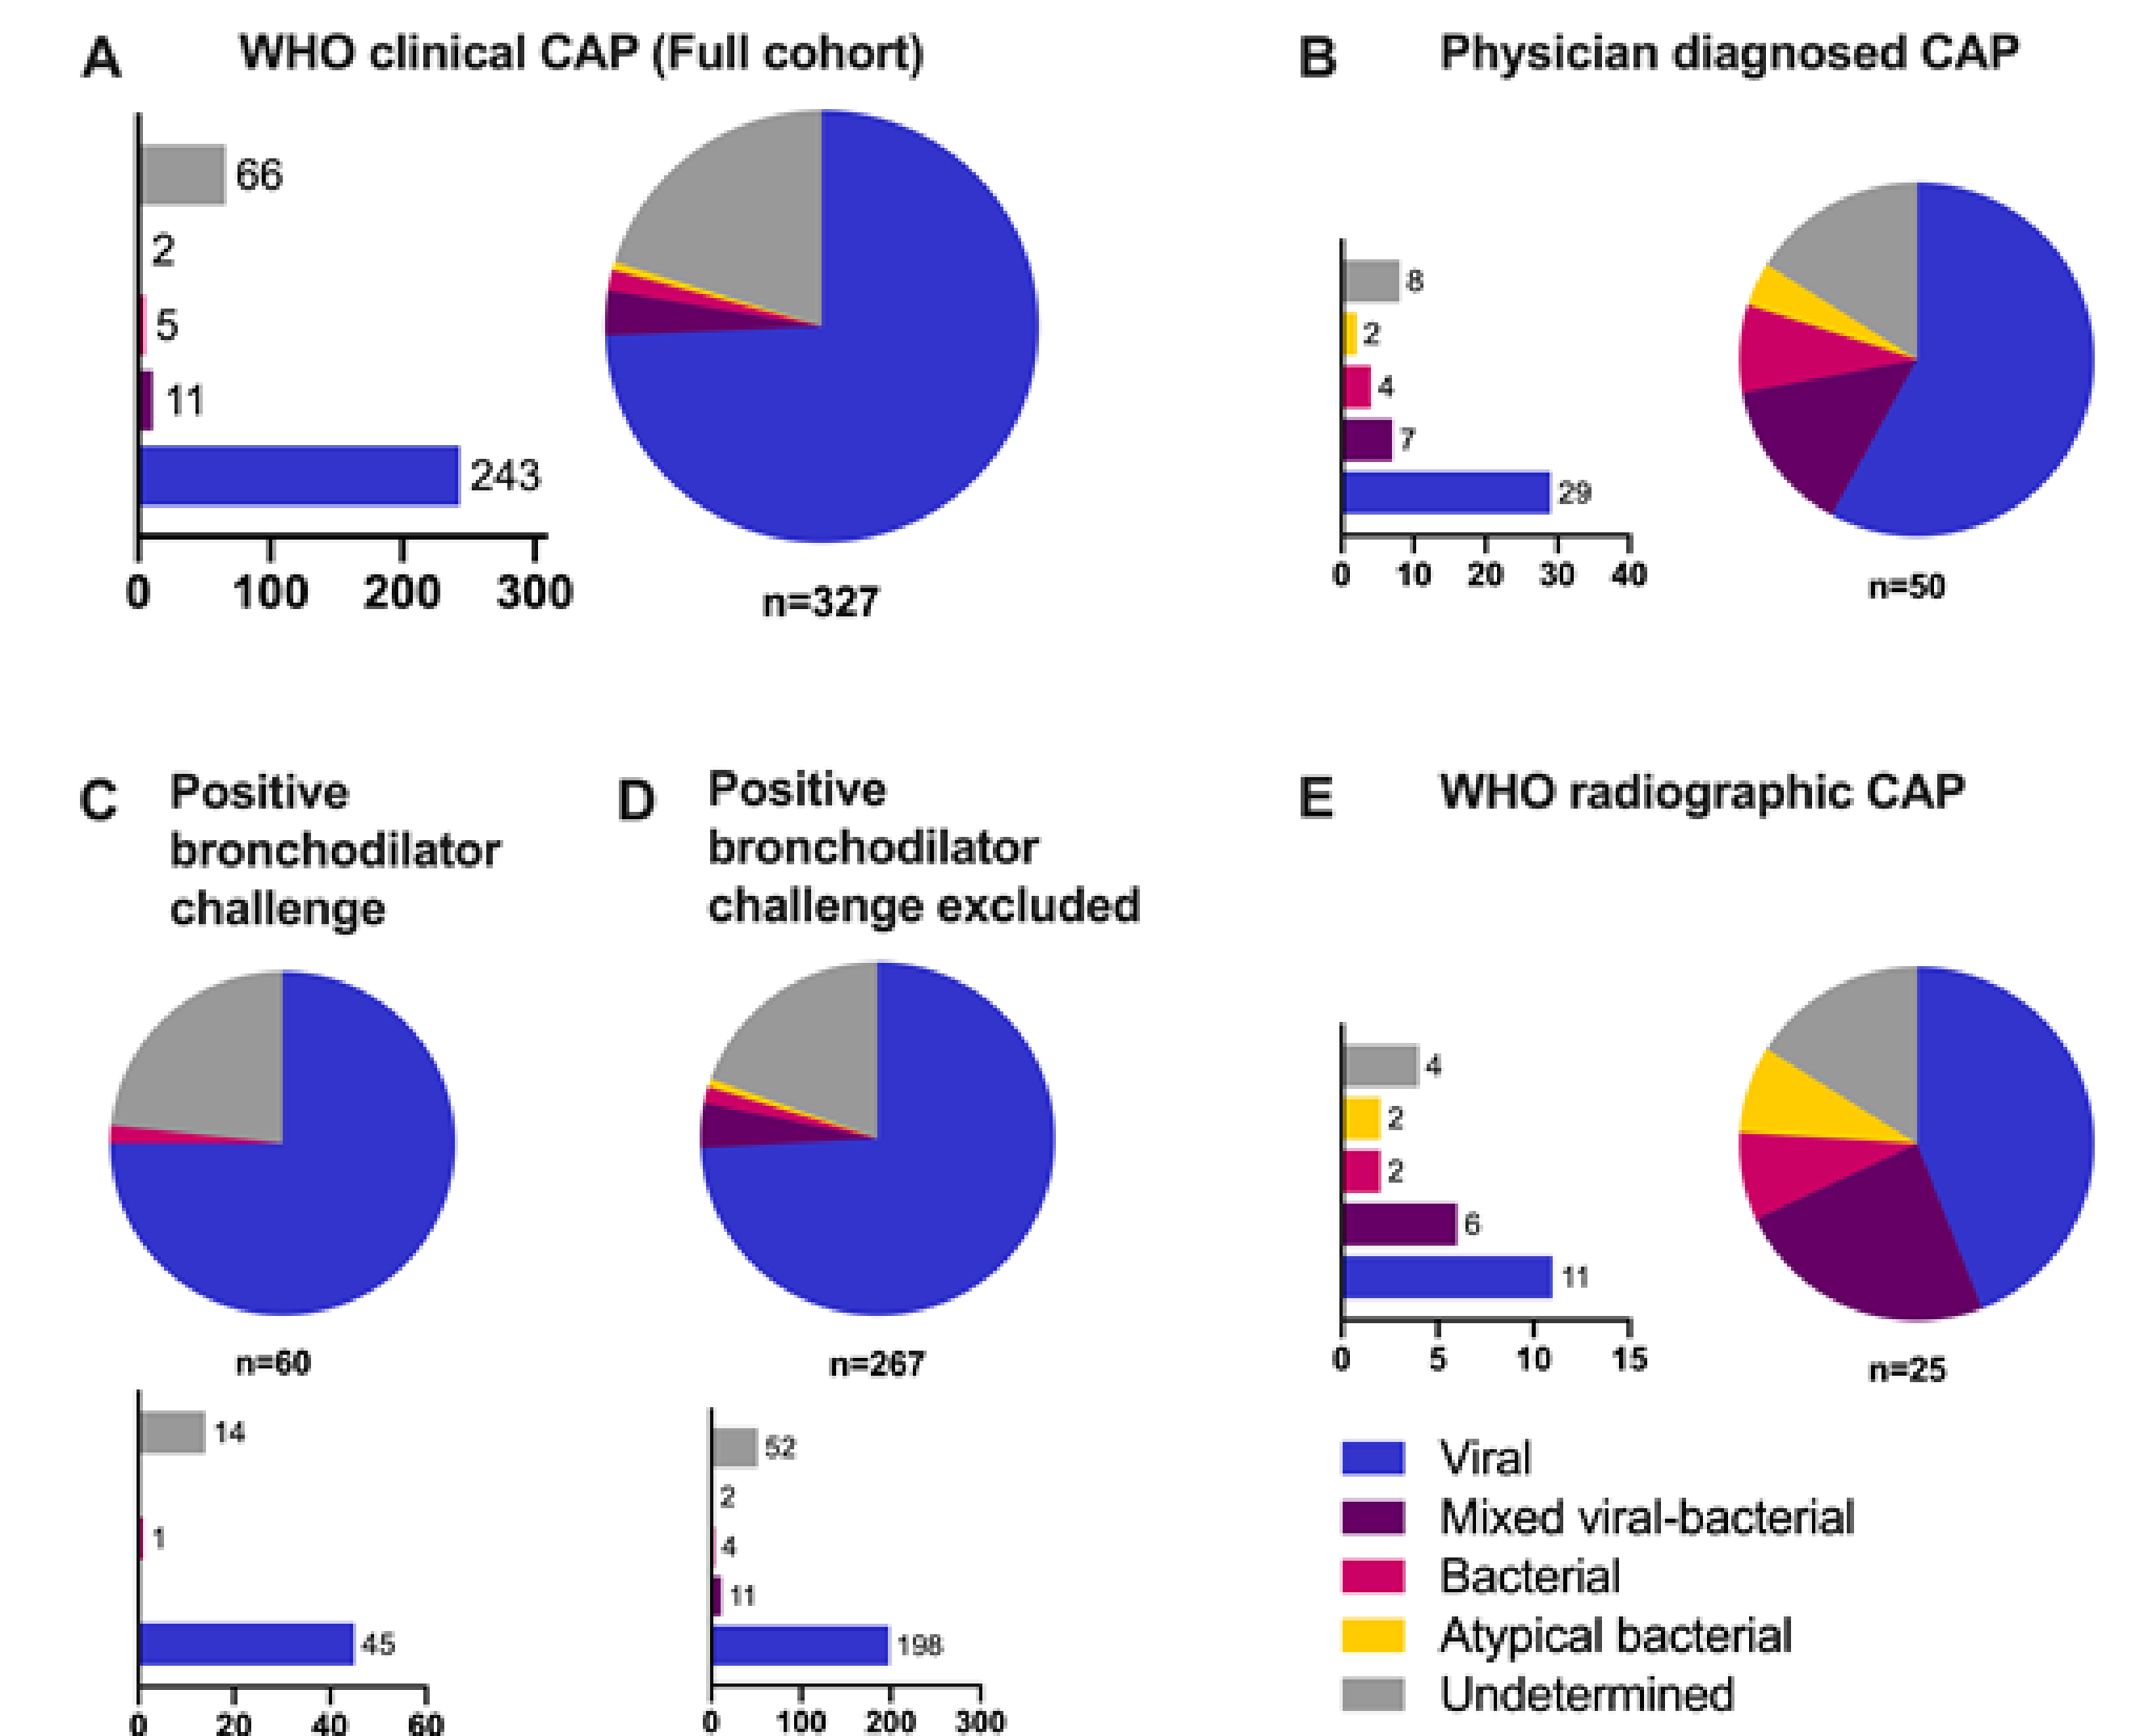 A WHO clinical CAP (Full cohort)
66
2
5
11
243
0 100 200 300
n=327
B Physician diagnosed CAP
8
2
4
7
29
0 10 20 30 40
n=50
C Positive
bronchodilator
challenge
n=60
14
1
45
0 20 40 60
D Positive
bronchodilator
challenge excluded
n=267
52
2
4
11
198
0 100 200 300
E WHO radiographic CAP
4
2
2
6
11
0 5 10 15
n=25
Viral
Mixed viral-bacterial
Bacterial
Atypical bacterial
Undetermined